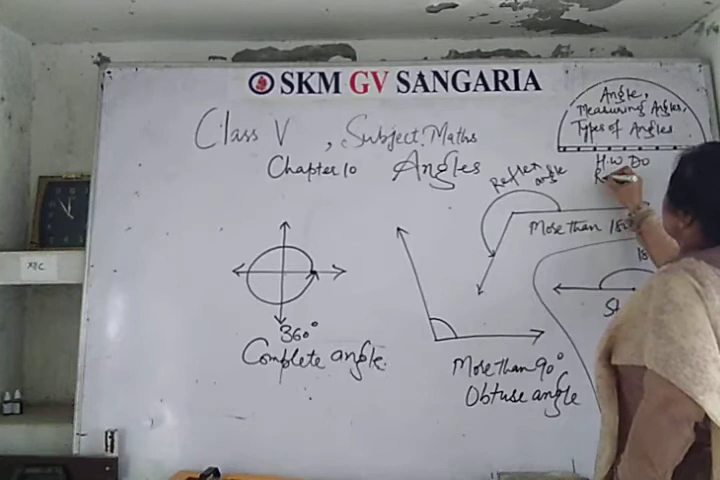 SKM GV SANGARIA
Class V, Subject. Maths
Chapter 10 Angles
Angle,
Measuring Angles,
Types of Angles
H.W Do
Reflex
angle
More than 180°
360°
Complete angle.
More than 90°
Obtuse angle